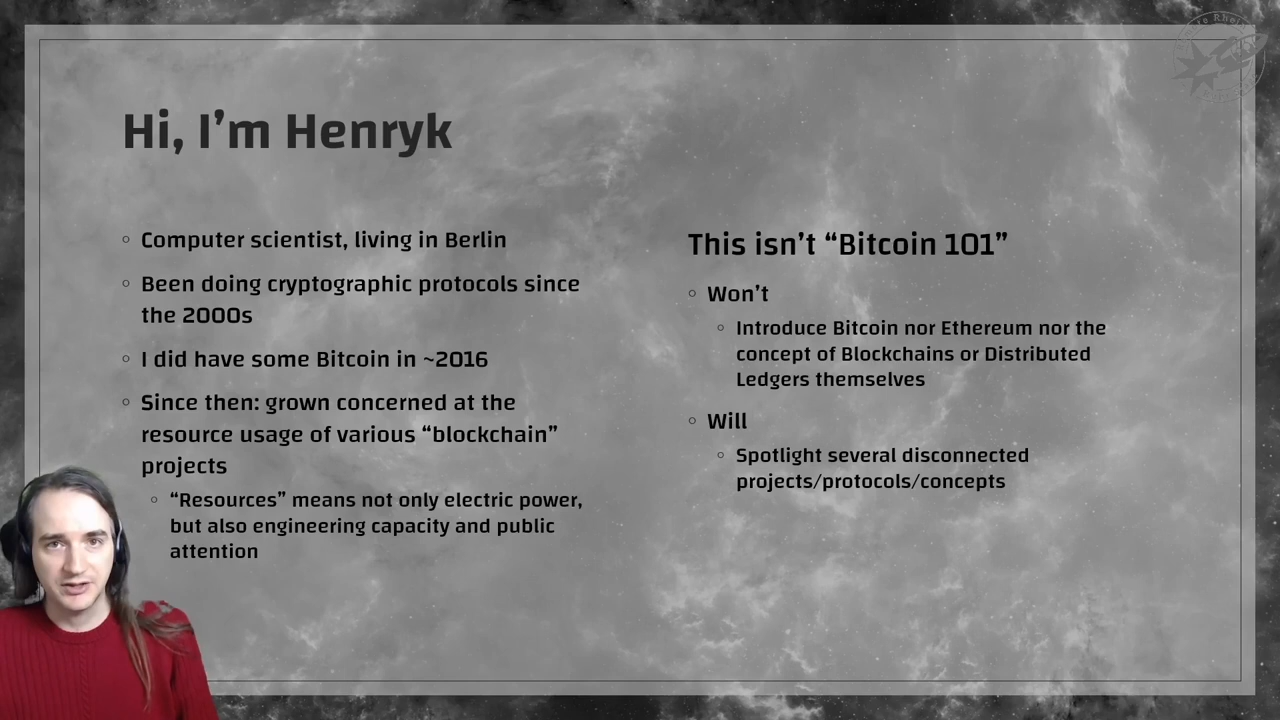 Hi, I'm Henryk
Computer scientist, living in Berlin
Been doing cryptographic protocols since
the 2000s
I did have some Bitcoin in ~2016
Since then: grown concerned at the
resource usage of various “blockchain”
projects
“Resources” means not only electric power,
but also engineering capacity and public
attention
This isn't “Bitcoin 101”
Won't
Introduce Bitcoin nor Ethereum nor the
concept of Blockchains or Distributed
Ledgers themselves
Will
Spotlight several disconnected
projects/protocols/concepts